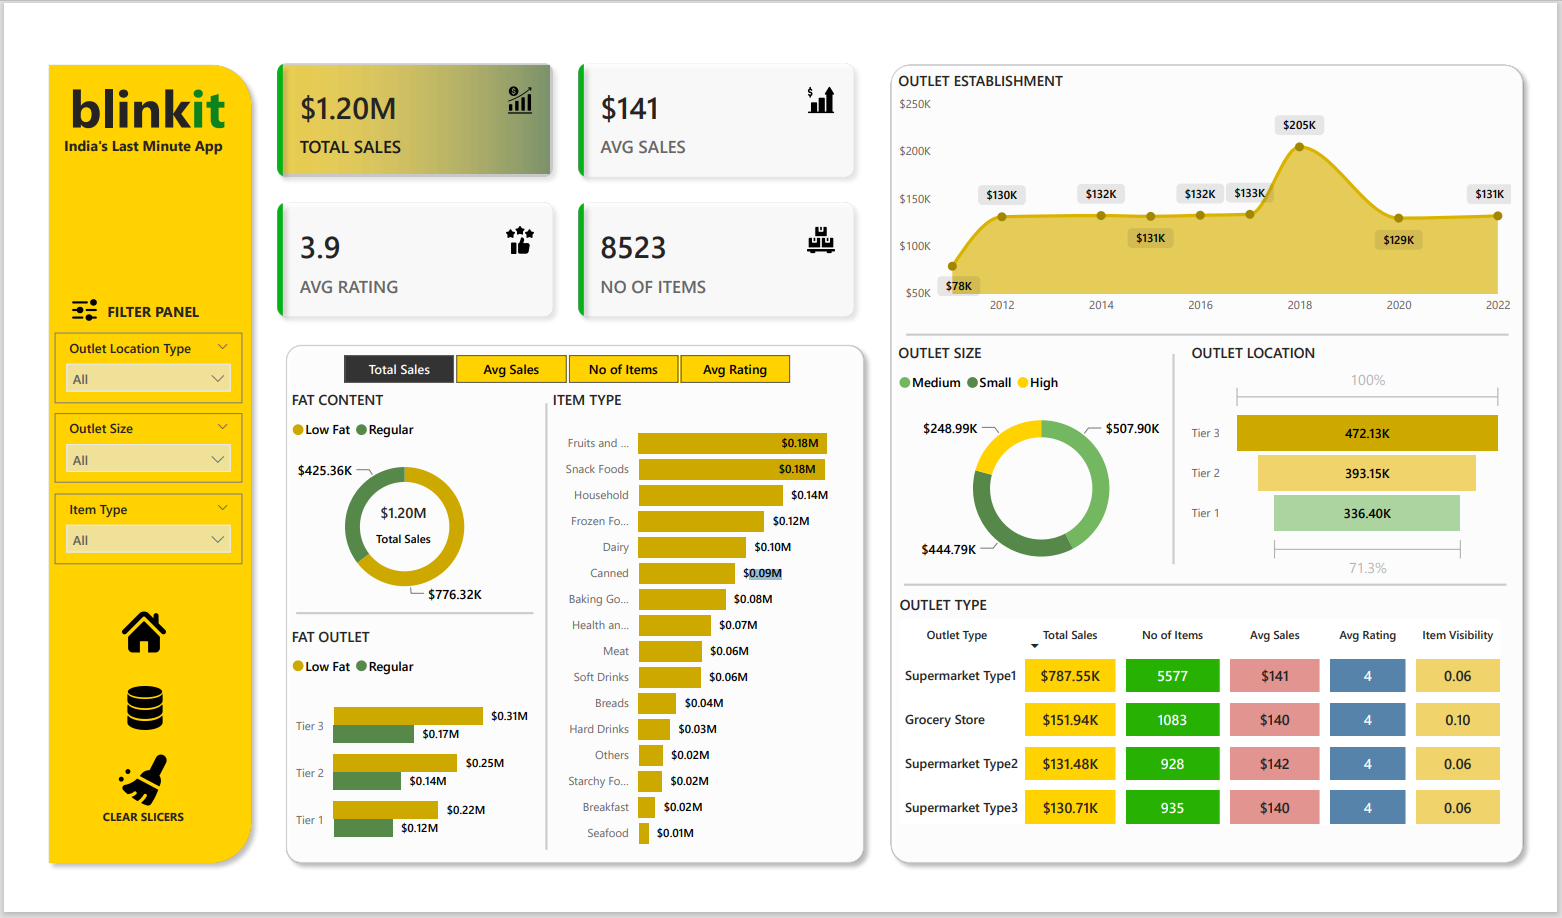 blinkit
India's Last Minute App
FILTER PANEL
Outlet Location Type
All
Outlet Size
All
Item Type
All
CLEAR SLICERS
$1.20M
TOTAL SALES
$141
AVG SALES
3.9
AVG RATING
8523
NO OF ITEMS
Total Sales Avg Sales No of Items Avg Rating
FAT CONTENT
Low Fat Regular
$425.36K
$1.20M
Total Sales
$776.32K
FAT OUTLET
Low Fat Regular
Tier 3 $0.31M
$0.17M
Tier 2 $0.25M
$0.14M
Tier 1 $0.22M
$0.12M
ITEM TYPE
Fruits and ... $0.18M
Snack Foods $0.18M
Household $0.14M
Frozen Fo... $0.12M
Dairy $0.10M
Canned $0.09M
Baking Go... $0.08M
Health an... $0.07M
Meat $0.06M
Soft Drinks $0.06M
Breads $0.04M
Hard Drinks $0.03M
Others $0.02M
Starchy Fo... $0.02M
Breakfast $0.02M
Seafood $0.01M
OUTLET ESTABLISHMENT
$250K
$200K
$150K
$100K
$50K
$78K $130K $132K $131K $132K $133K $205K $129K $131K
2012 2014 2016 2018 2020 2022
OUTLET SIZE
Medium Small High
$248.99K $507.90K
$444.79K
OUTLET LOCATION
100%
Tier 3 472.13K
Tier 2 393.15K
Tier 1 336.40K
71.3%
OUTLET TYPE
Outlet Type Total Sales No of Items Avg Sales Avg Rating Item Visibility
Supermarket Type1 $787.55K 5577 $141 4 0.06
Grocery Store $151.94K 1083 $140 4 0.10
Supermarket Type2 $131.48K 928 $142 4 0.06
Supermarket Type3 $130.71K 935 $140 4 0.06